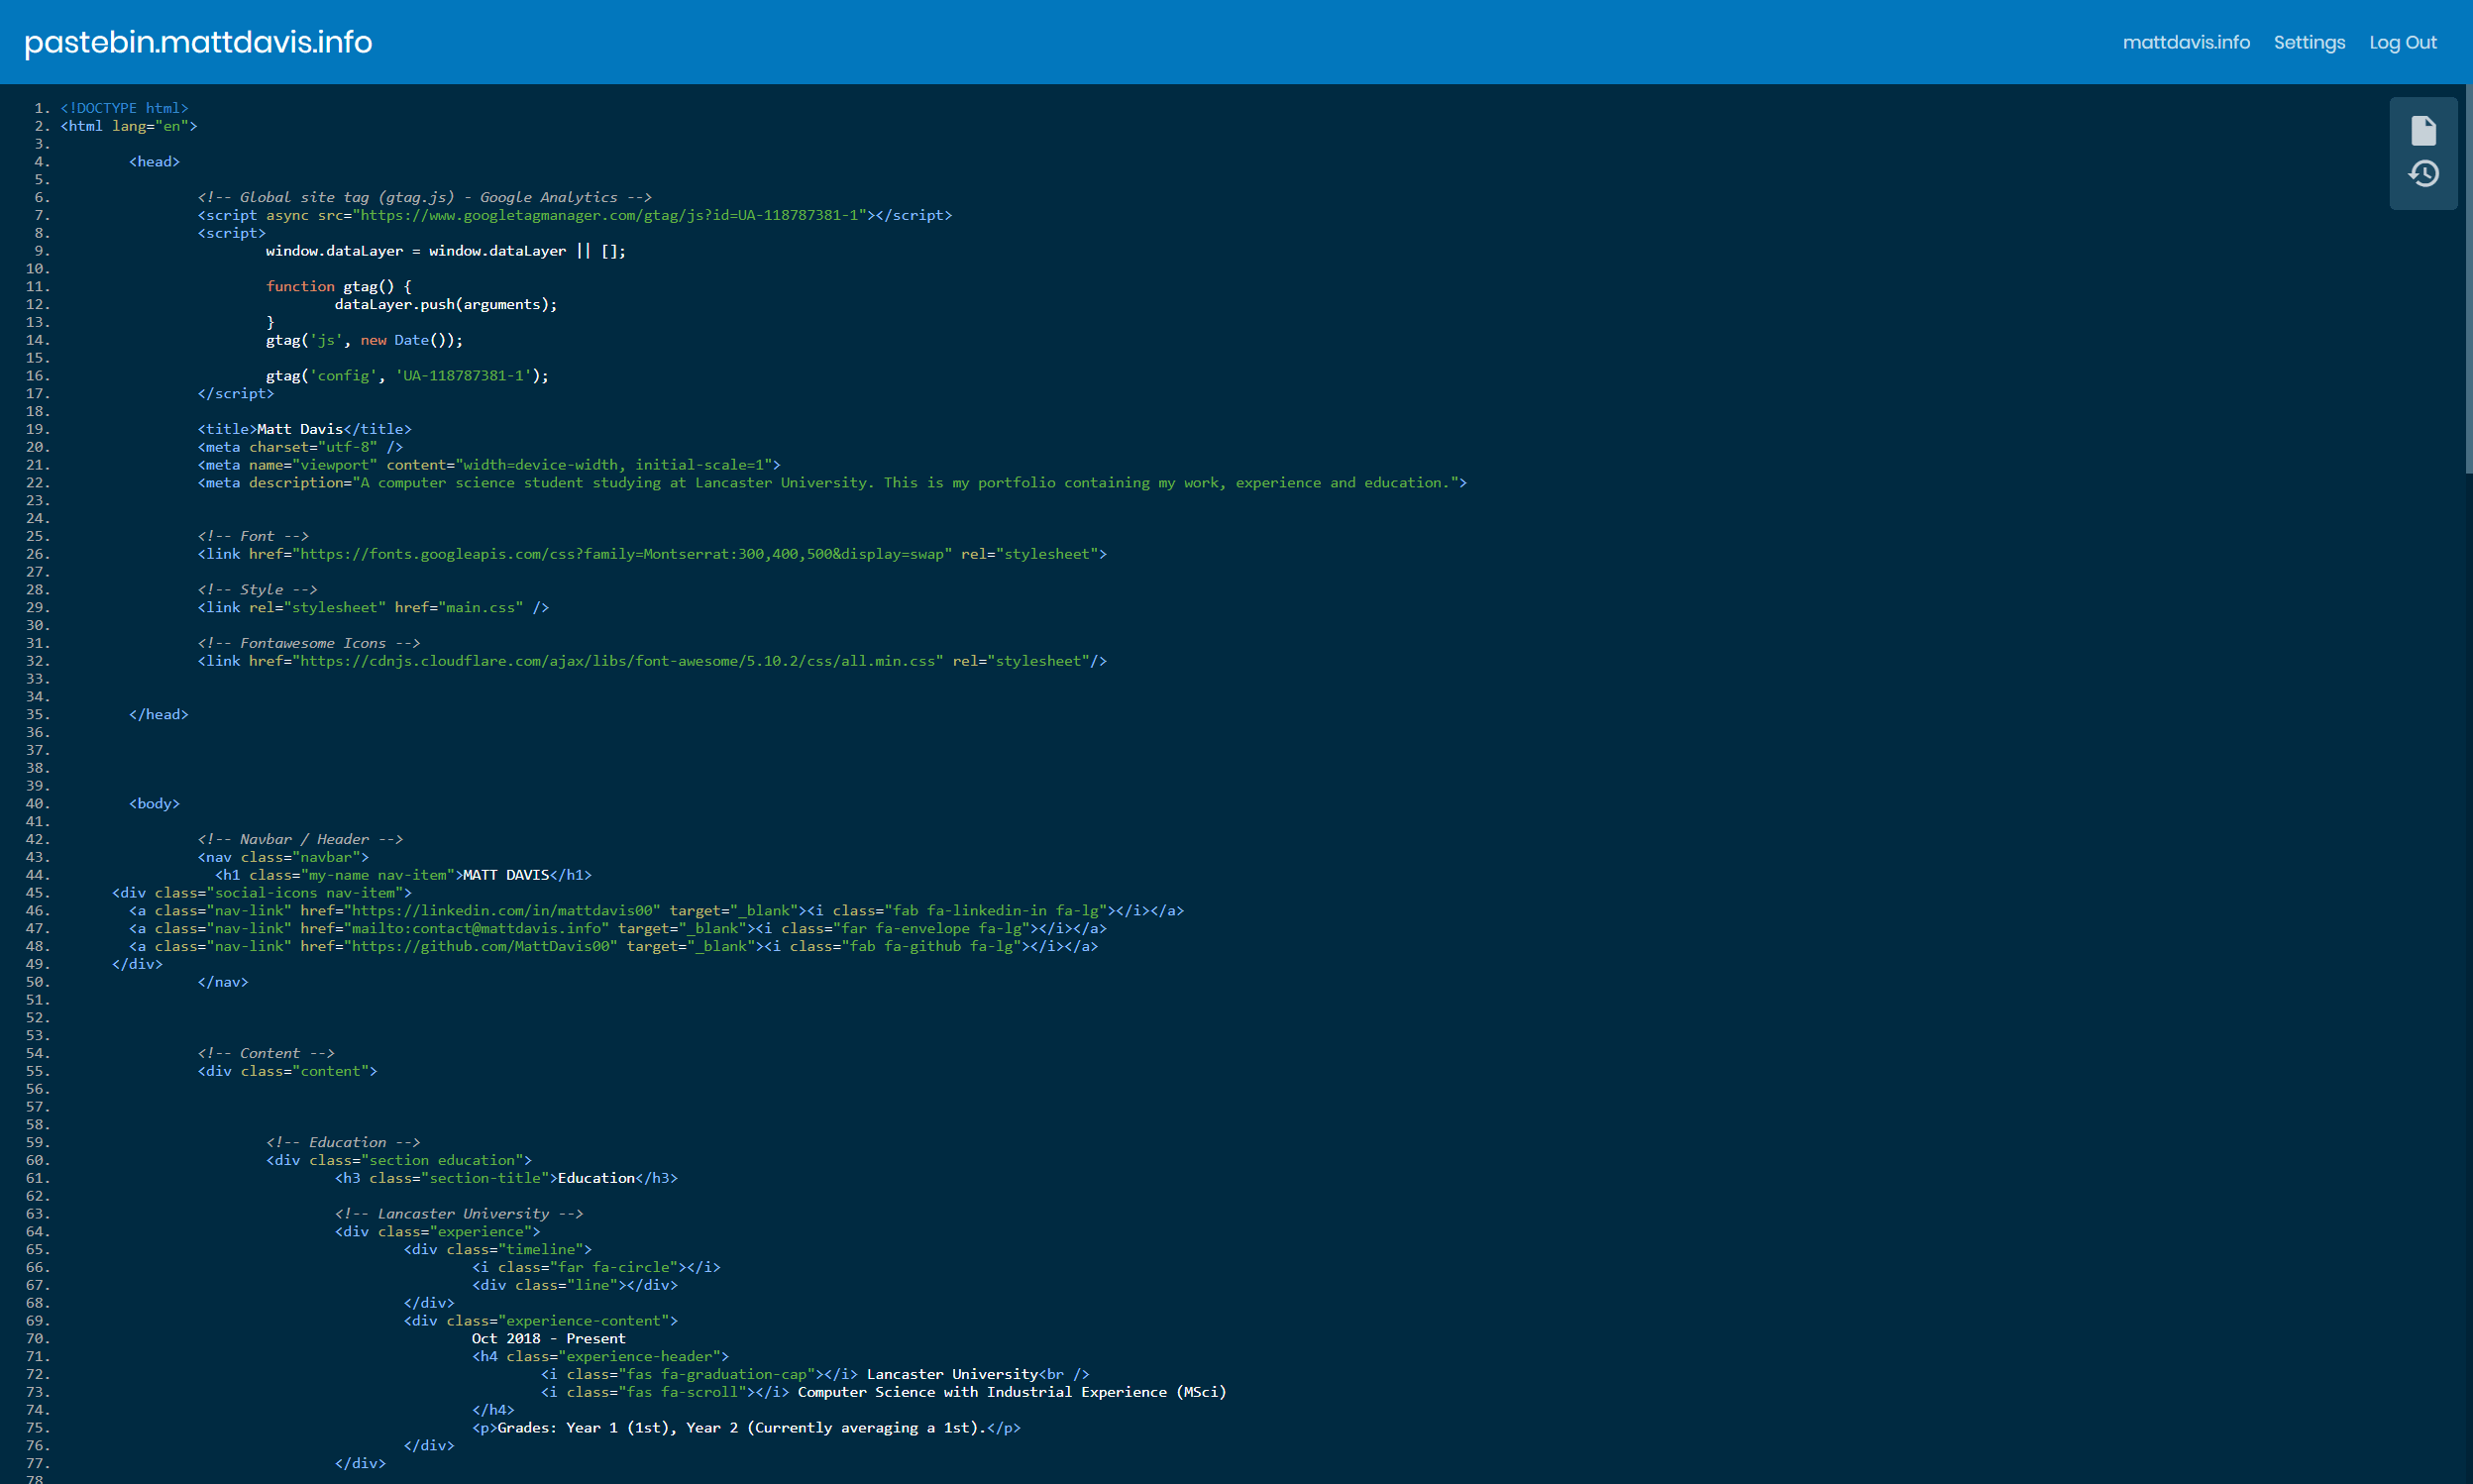 pastebin.mattdavis.info
mattdavis.info Settings Log Out
1. <!DOCTYPE html>
2. <html lang="en">
3.
4. <head>
5.
6. <!-- Global site tag (gtag.js) - Google Analytics -->
7. <script async src="https://www.googletagmanager.com/gtag/js?id=UA-118787381-1"></script>
8. <script>
9. window.dataLayer = window.dataLayer || [];
10.
11. function gtag() {
12. dataLayer.push(arguments);
13. }
14. gtag('js', new Date());
15.
16. gtag('config', 'UA-118787381-1');
17. </script>
18.
19. <title>Matt Davis</title>
20. <meta charset="utf-8" />
21. <meta name="viewport" content="width=device-width, initial-scale=1">
22. <meta description="A computer science student studying at Lancaster University. This is my portfolio containing my work, experience and education.">
23.
24.
25. <!-- Font -->
26. <link href="https://fonts.googleapis.com/css?family=Montserrat:300,400,500&display=swap" rel="stylesheet">
27.
28. <!-- Style -->
29. <link rel="stylesheet" href="main.css" />
30.
31. <!-- Fontawesome Icons -->
32. <link href="https://cdnjs.cloudflare.com/ajax/libs/font-awesome/5.10.2/css/all.min.css" rel="stylesheet"/>
33.
34.
35. </head>
36.
37.
38.
39.
40. <body>
41.
42. <!-- Navbar / Header -->
43. <nav class="navbar">
44. <h1 class="my-name nav-item">MATT DAVIS</h1>
45. <div class="social-icons nav-item">
46. <a class="nav-link" href="https://linkedin.com/in/mattdavis00" target="_blank"><i class="fab fa-linkedin-in fa-lg"></i></a>
47. <a class="nav-link" href="mailto:contact@mattdavis.info" target="_blank"><i class="far fa-envelope fa-lg"></i></a>
48. <a class="nav-link" href="https://github.com/MattDavis00" target="_blank"><i class="fab fa-github fa-lg"></i></a>
49. </div>
50. </nav>
51.
52.
53.
54. <!-- Content -->
55. <div class="content">
56.
57.
58.
59. <!-- Education -->
60. <div class="section education">
61. <h3 class="section-title">Education</h3>
62.
63. <!-- Lancaster University -->
64. <div class="experience">
65. <div class="timeline">
66. <i class="far fa-circle"></i>
67. <div class="line"></div>
68. </div>
69. <div class="experience-content">
70. Oct 2018 - Present
71. <h4 class="experience-header">
72. <i class="fas fa-graduation-cap"></i> Lancaster University<br />
73. <i class="fas fa-scroll"></i> Computer Science with Industrial Experience (MSci)
74. </h4>
75. <p>Grades: Year 1 (1st), Year 2 (Currently averaging a 1st).</p>
76. </div>
77. </div>
78.